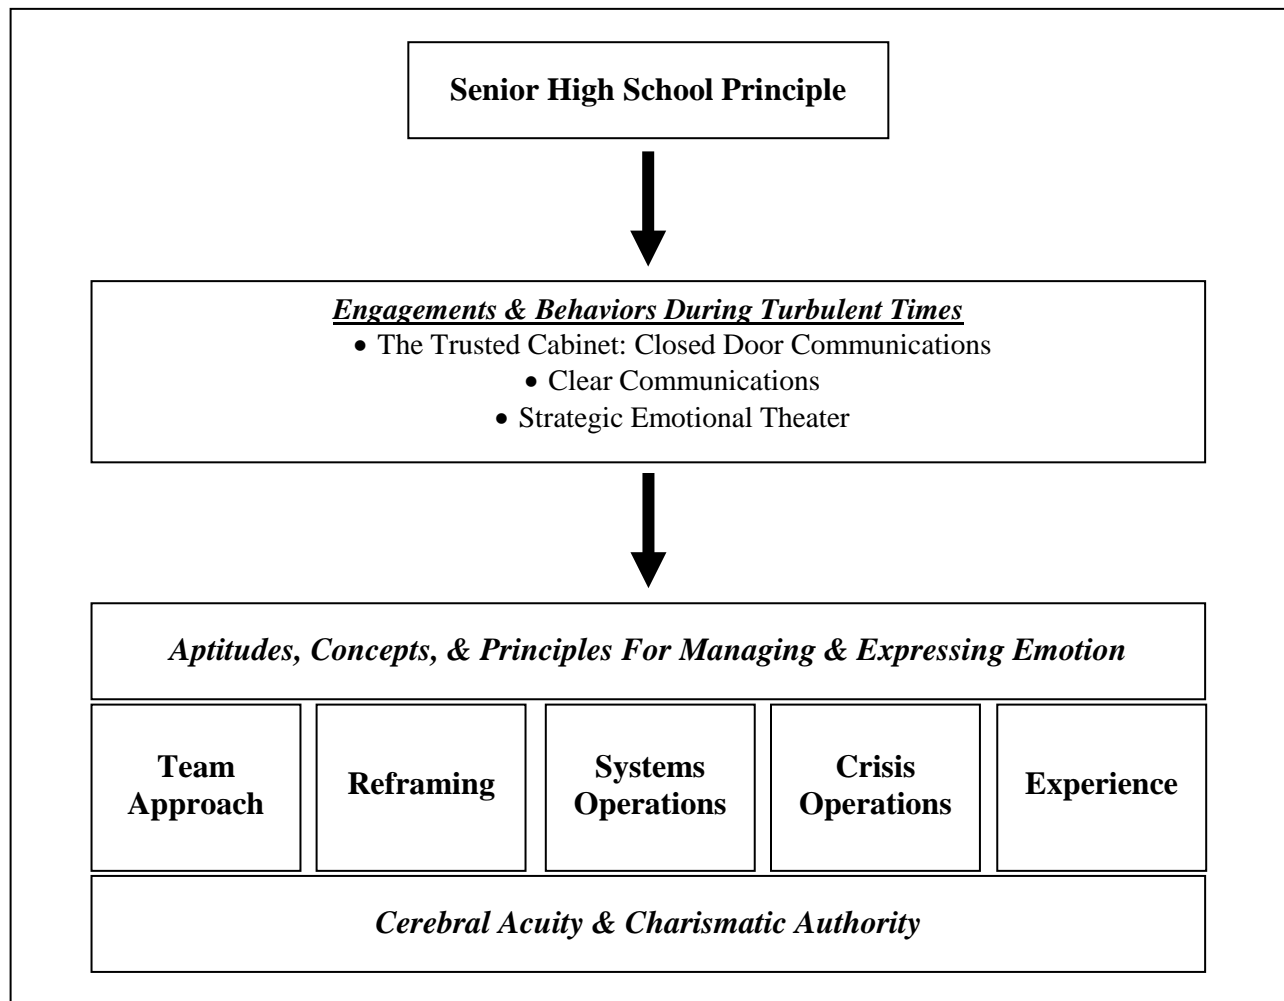 Senior High School Principle
Engagements & Behaviors During Turbulent Times
• The Trusted Cabinet: Closed Door Communications
• Clear Communications
• Strategic Emotional Theater
Aptitudes, Concepts, & Principles For Managing & Expressing Emotion
Team
Approach
Reframing
Systems
Operations
Crisis
Operations
Experience
Cerebral Acuity & Charismatic Authority